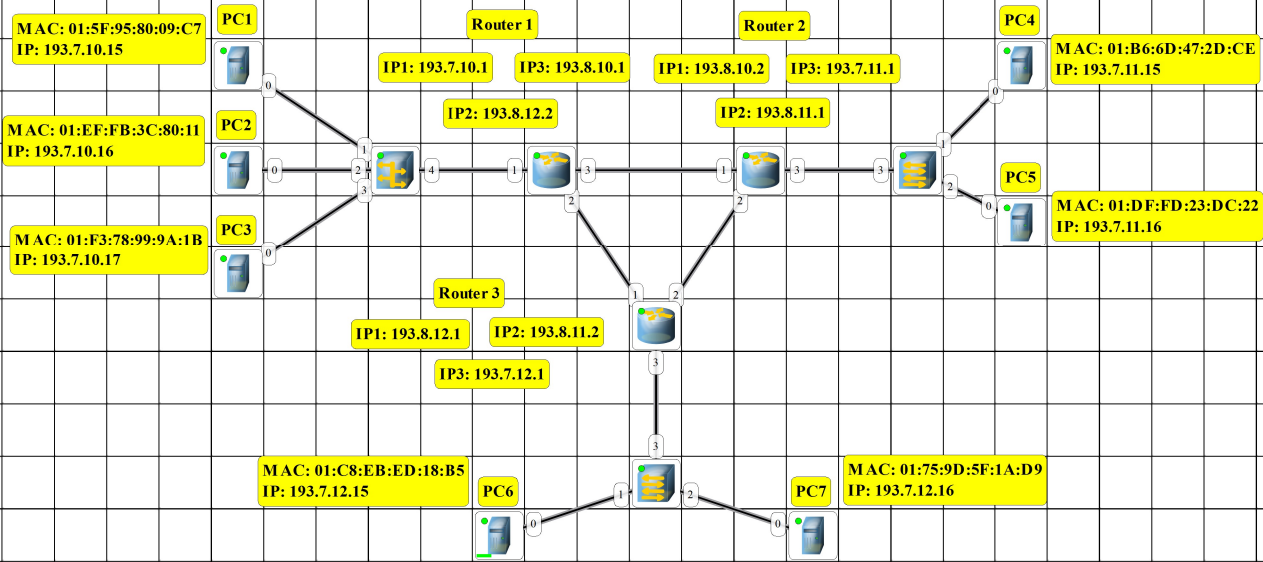 MAC: 01:5F:95:80:09:C7
IP: 193.7.10.15
PC1
Router 1
Router 2
PC4
MAC: 01:B6:6D:47:2D:CE
IP: 193.7.11.15
IP1: 193.7.10.1
IP3: 193.8.10.1
IP1: 193.8.10.2
IP3: 193.7.11.1
0
0
IP2: 193.8.12.2
IP2: 193.8.11.1
MAC: 01:EF:FB:3C:80:11
IP: 193.7.10.16
PC2
1
1
0
2
4
1
3
1
3
3
PC5
3
2
2
2
0
MAC: 01:DF:FD:23:DC:22
IP: 193.7.11.16
MAC: 01:F3:78:99:9A:1B
IP: 193.7.10.17
PC3
0
Router 3
1
2
IP1: 193.8.12.1
IP2: 193.8.11.2
IP3: 193.7.12.1
3
3
MAC: 01:C8:EB:ED:18:B5
IP: 193.7.12.15
PC6
1
2
PC7
MAC: 01:75:9D:5F:1A:D9
IP: 193.7.12.16
0
0